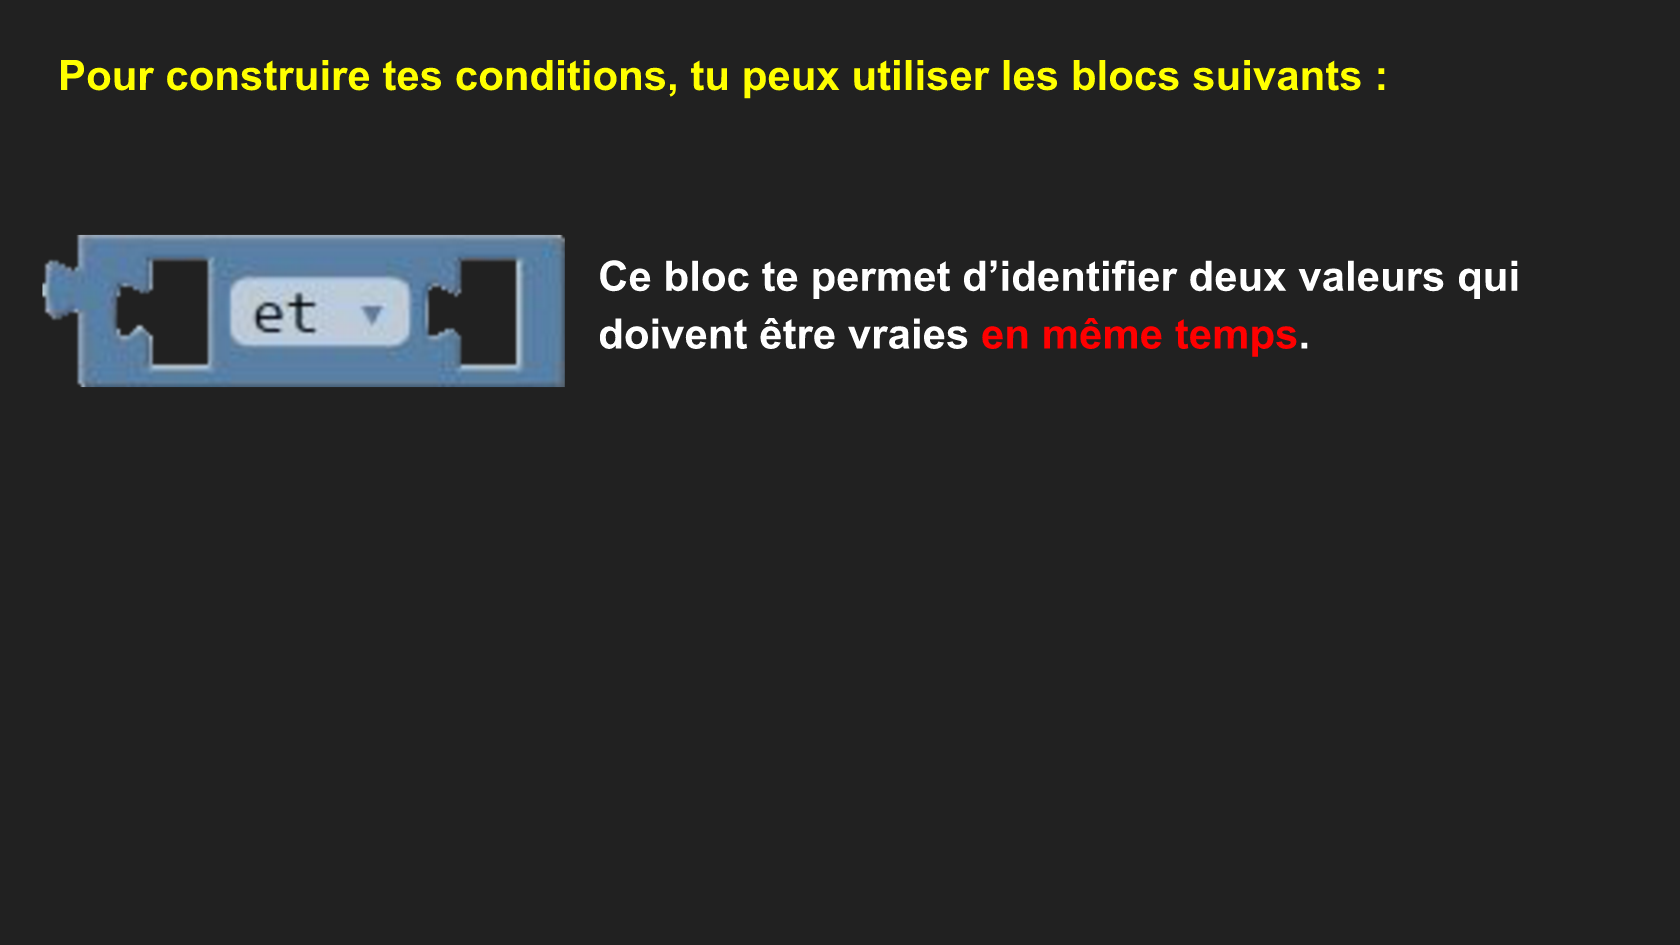 Pour construire tes conditions, tu peux utiliser les blocs suivants :
et
Ce bloc te permet d’identifier deux valeurs qui
doivent être vraies en même temps.